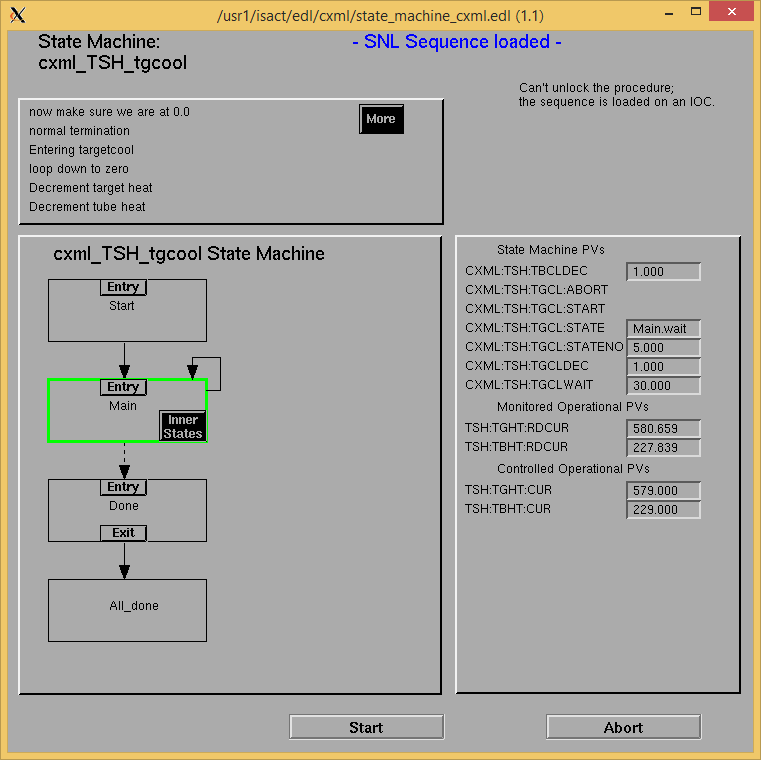 /usr1/isact/edl/cxml/state_machine_cxml.edl (1.1)
State Machine:
- SNL Sequence loaded -
cxml_TSH_tgcool
Can't unlock the procedure;
the sequence is loaded on an IOC.
now make sure we are at 0.0
More
normal termination
Entering targetcool
loop down to zero
Decrement target heat
Decrement tube heat
cxml_TSH_tgcool State Machine
Entry
Start
Entry
Main
Inner
States
Entry
Done
Exit
All_done
State Machine PVs
CXML:TSH:TBCLDEC 1.000
CXML:TSH:TGCL:ABORT
CXML:TSH:TGCL:START
CXML:TSH:TGCL:STATE Main.wait
CXML:TSH:TGCL:STATENO 5.000
CXML:TSH:TGCLDEC 1.000
CXML:TSH:TGCLWAIT 30.000
Monitored Operational PVs
TSH:TGHT:RDCUR 580.659
TSH:TBHT:RDCUR 227.839
Controlled Operational PVs
TSH:TGHT:CUR 579.000
TSH:TBHT:CUR 229.000
Start
Abort